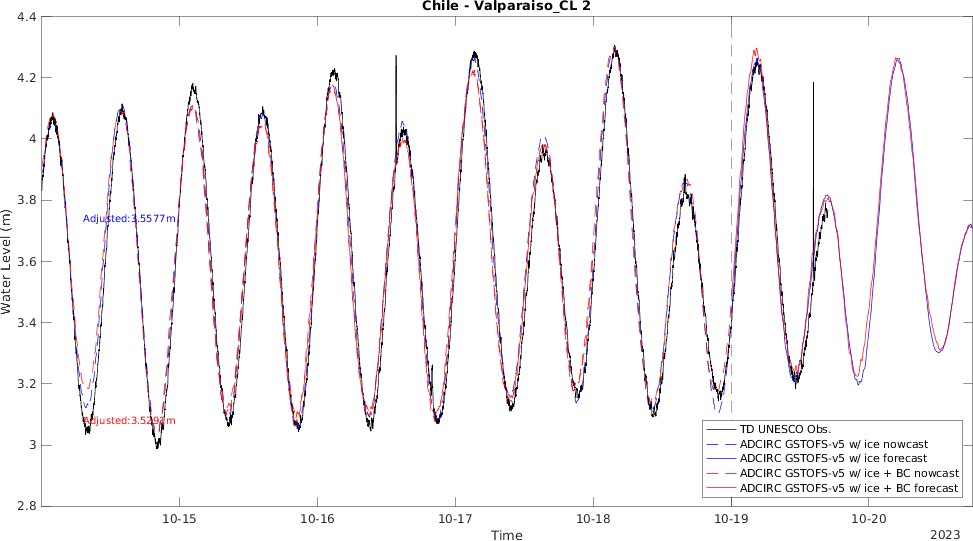 Chile - Valparaiso_CL 2
4.4
4.2
4
3.8
3.6
3.4
3.2
3
2.8
Water Level (m)
Adjusted:3.5577m
Adjusted:3.5292m
TD UNESCO Obs.
ADCIRC GSTOFS-v5 w/ ice nowcast
ADCIRC GSTOFS-v5 w/ ice forecast
ADCIRC GSTOFS-v5 w/ ice + BC nowcast
ADCIRC GSTOFS-v5 w/ ice + BC forecast
10-15
10-16
10-17
10-18
10-19
10-20
Time
2023